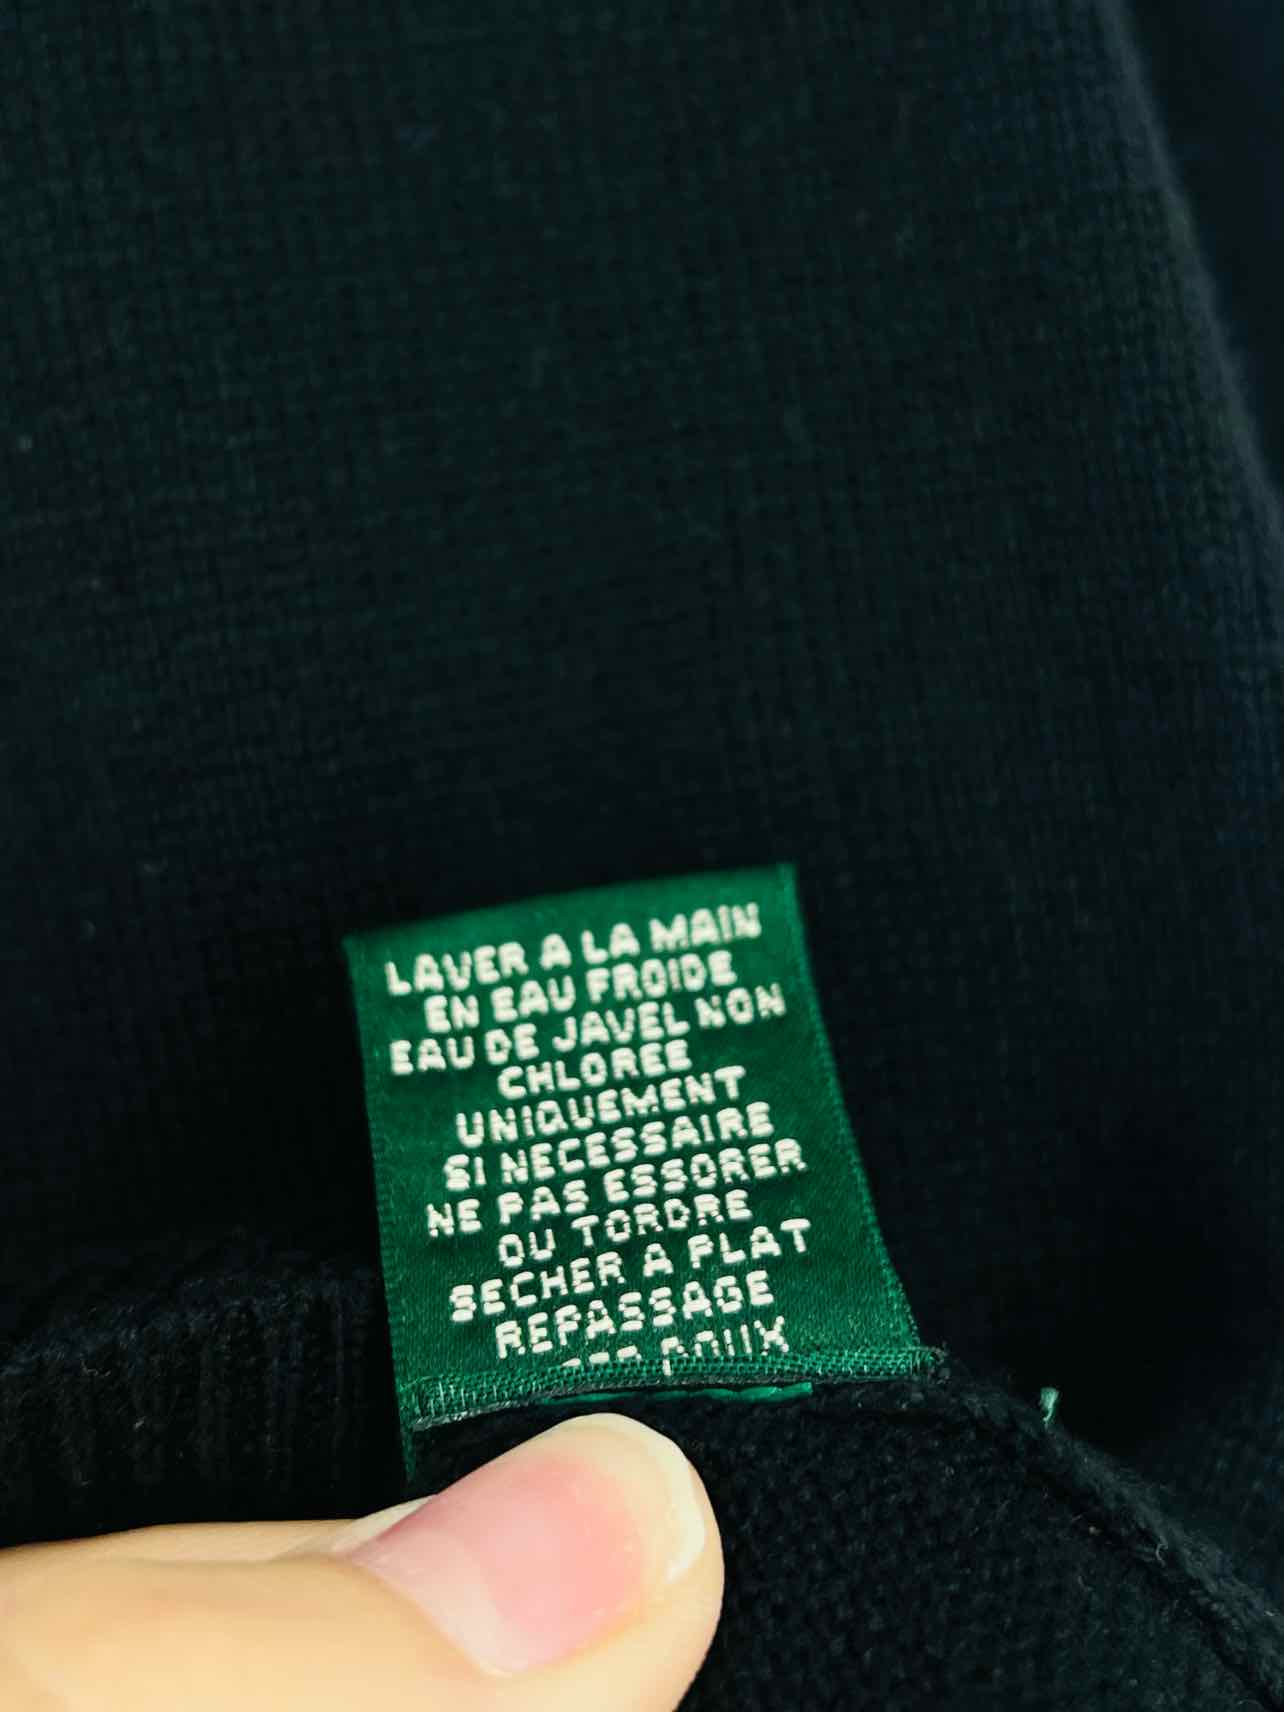 LAVER A LA MAIN
EN EAU FROIDE
EAU DE JAVEL NON
CHLOREE
UNIQUEMENT
SI NECESSAIRE
NE PAS ESSORER
OU TORDRE
SECHER A PLAT
REPASSAGE
DOUX